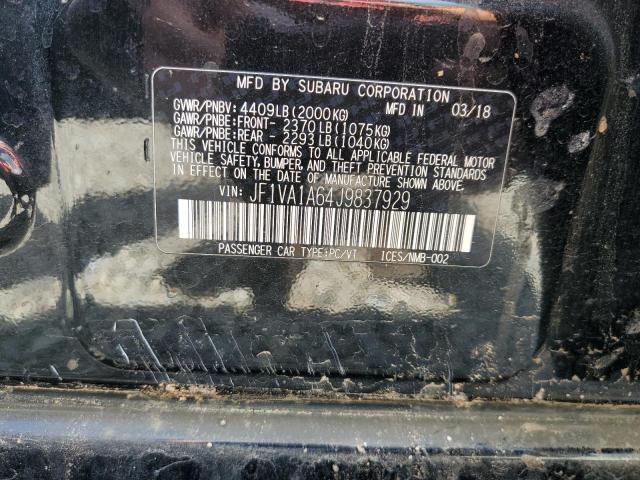 MFD BY SUBARU CORPORATION
GVWR/PNBV: 4409LB(2000KG) MFD IN 03/18
GAWR/PNBE:FRONT- 2370LB(1075KG)
GAWR/PNBE:REAR - 2293LB(1040KG)
THIS VEHICLE CONFORMS TO ALL APPLICABLE FEDERAL MOTOR
VEHICLE SAFETY, BUMPER, AND THEFT PREVENTION STANDARDS
IN EFFECT ON THE DATE OF MANUFACTURE SHOWN ABOVE.
VIN: JF1VA1A64J9837929
PASSENGER CAR TYPE:PC/VT ICES/NMB-002